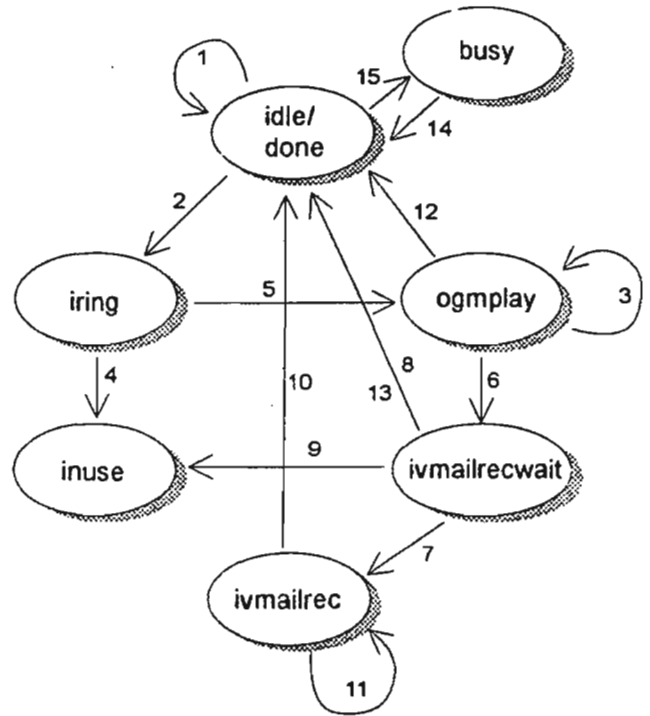 1
busy
15
idle/
done
14
2
12
iring
5
ogmplay
3
4
10
8
13
6
inuse
9
ivmailrecwait
7
ivmailrec
11